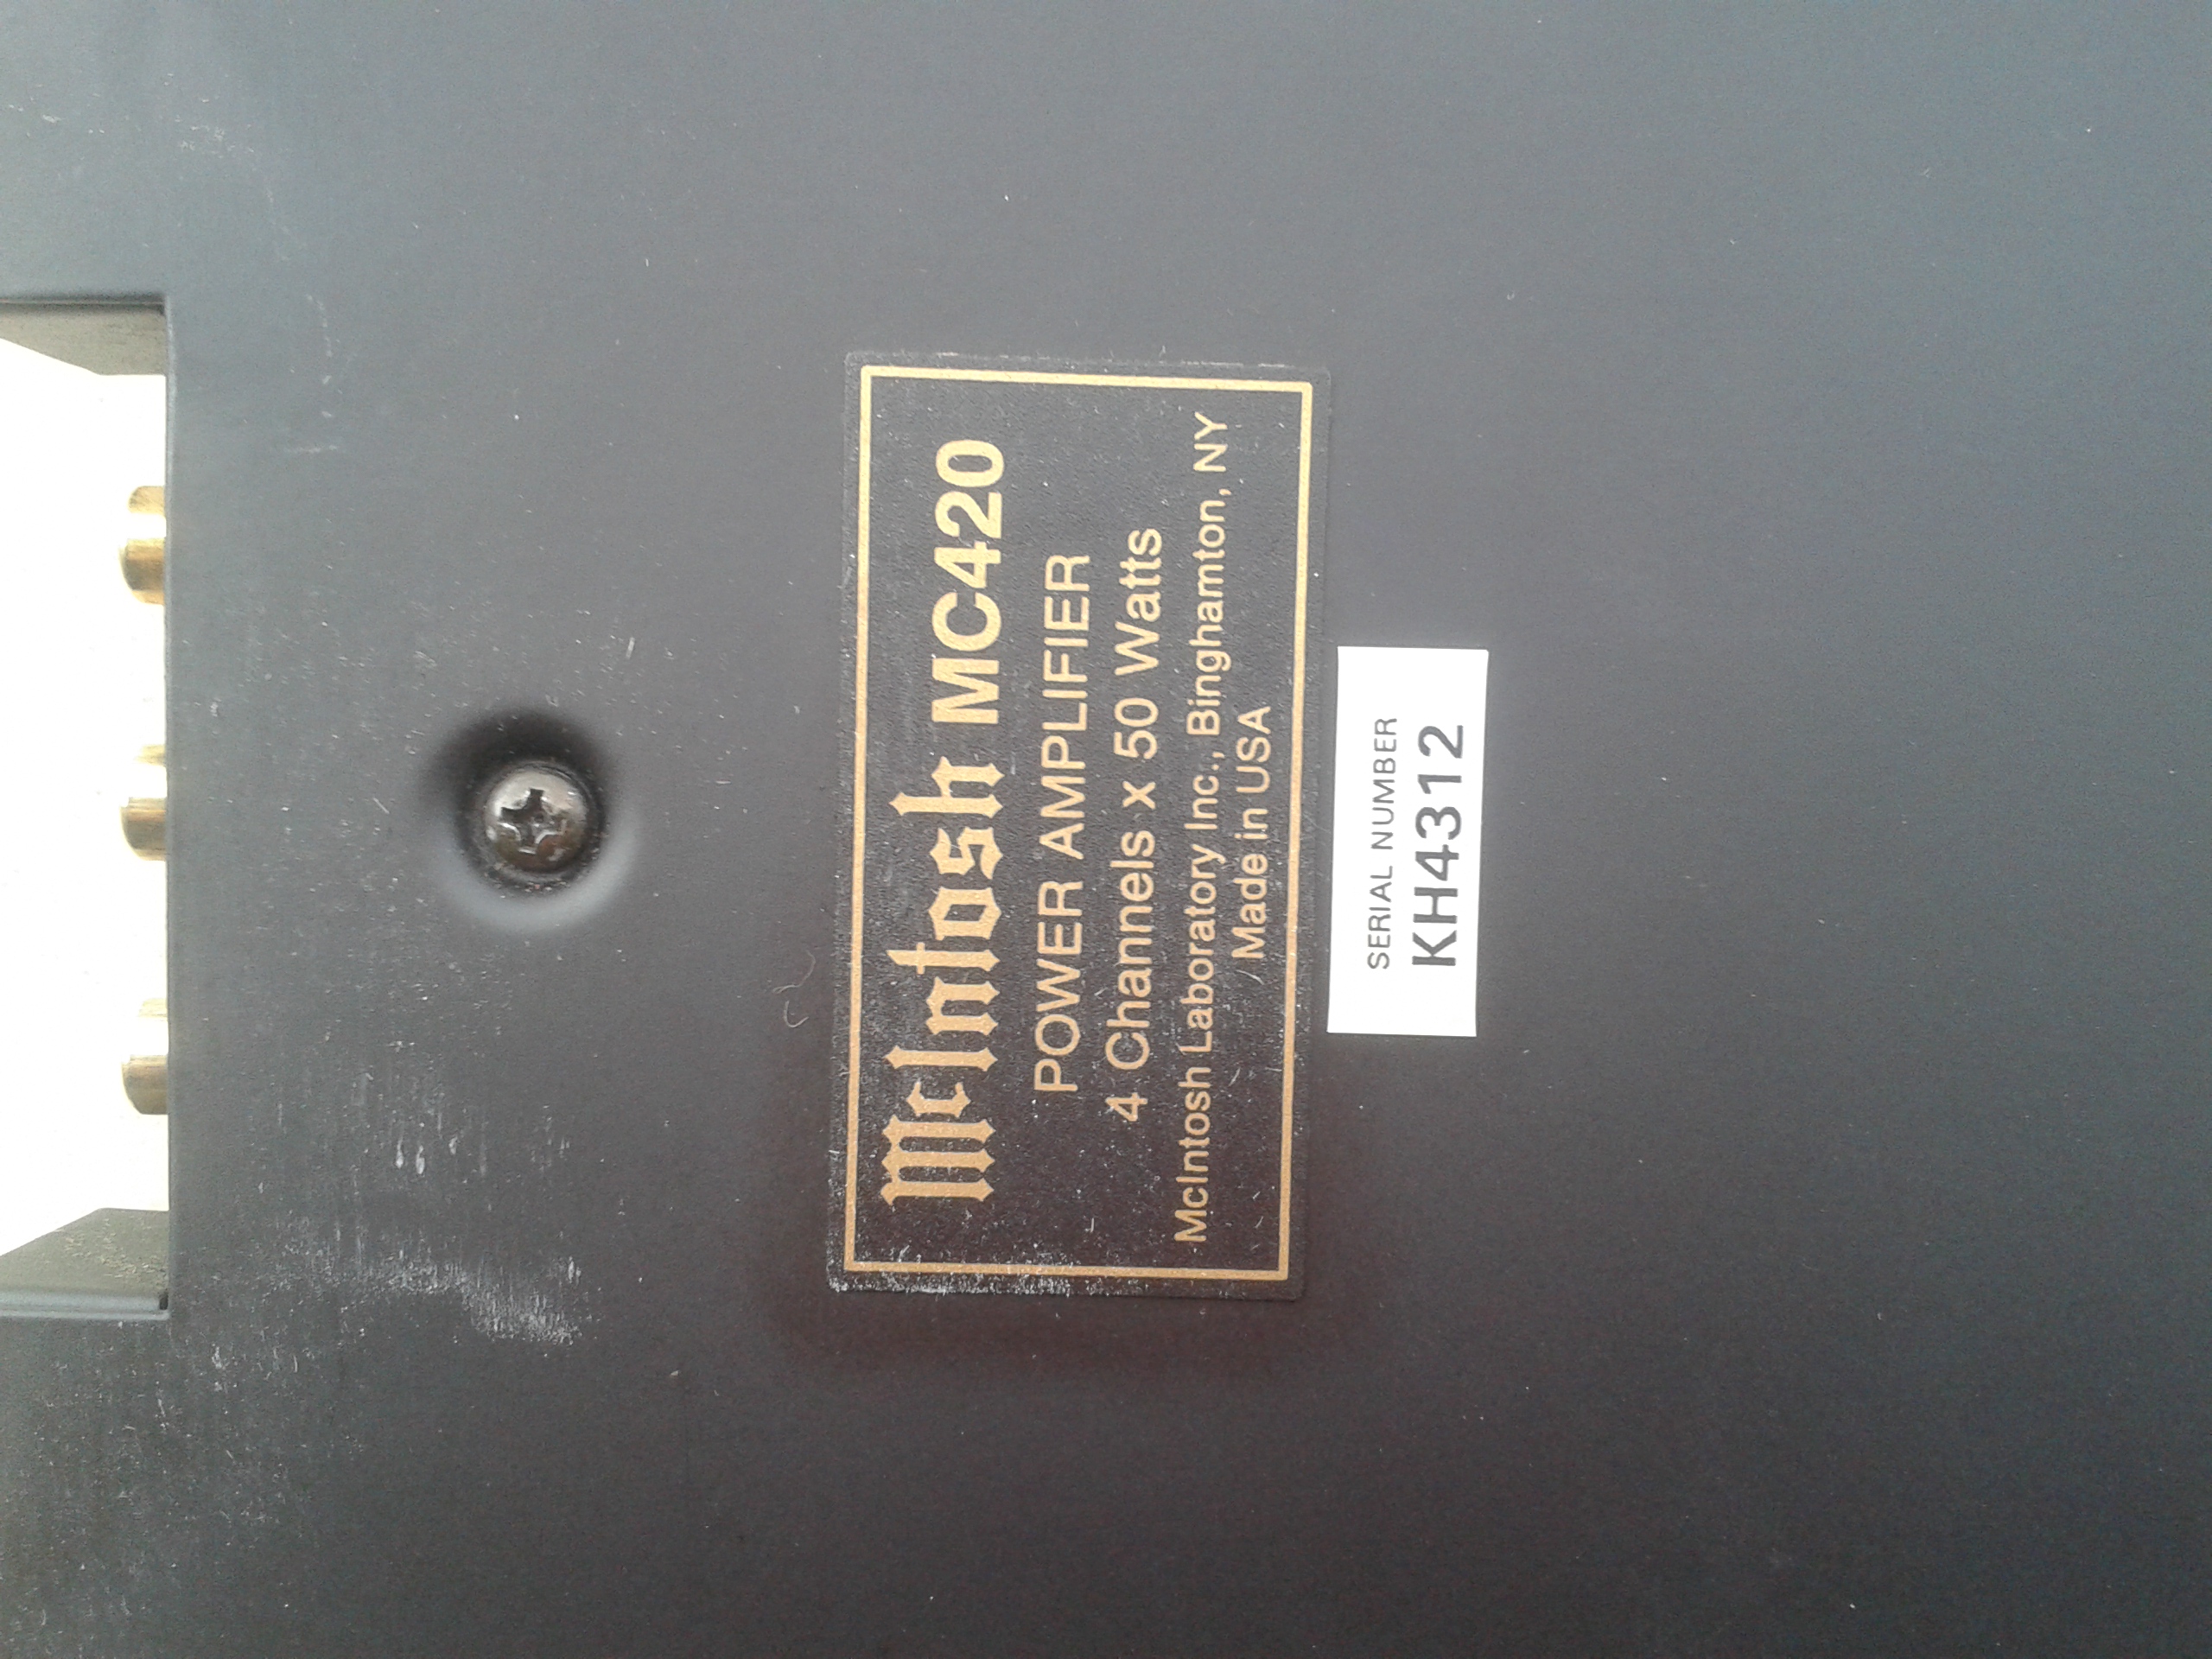 McIntosh MC420
POWER AMPLIFIER
4 Channels x 50 Watts
McIntosh Laboratory Inc., Binghamton, NY
Made in USA
SERIAL NUMBER
KH4312